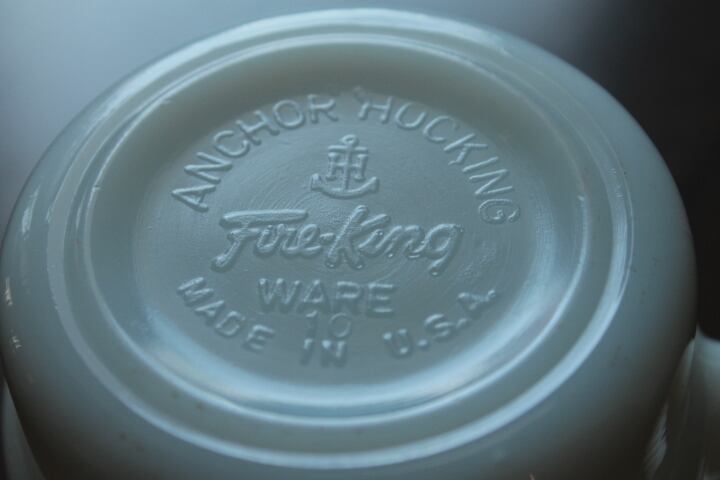 ANCHOR HOCKING
Fire-King
WARE
10
MADE IN U.S.A.